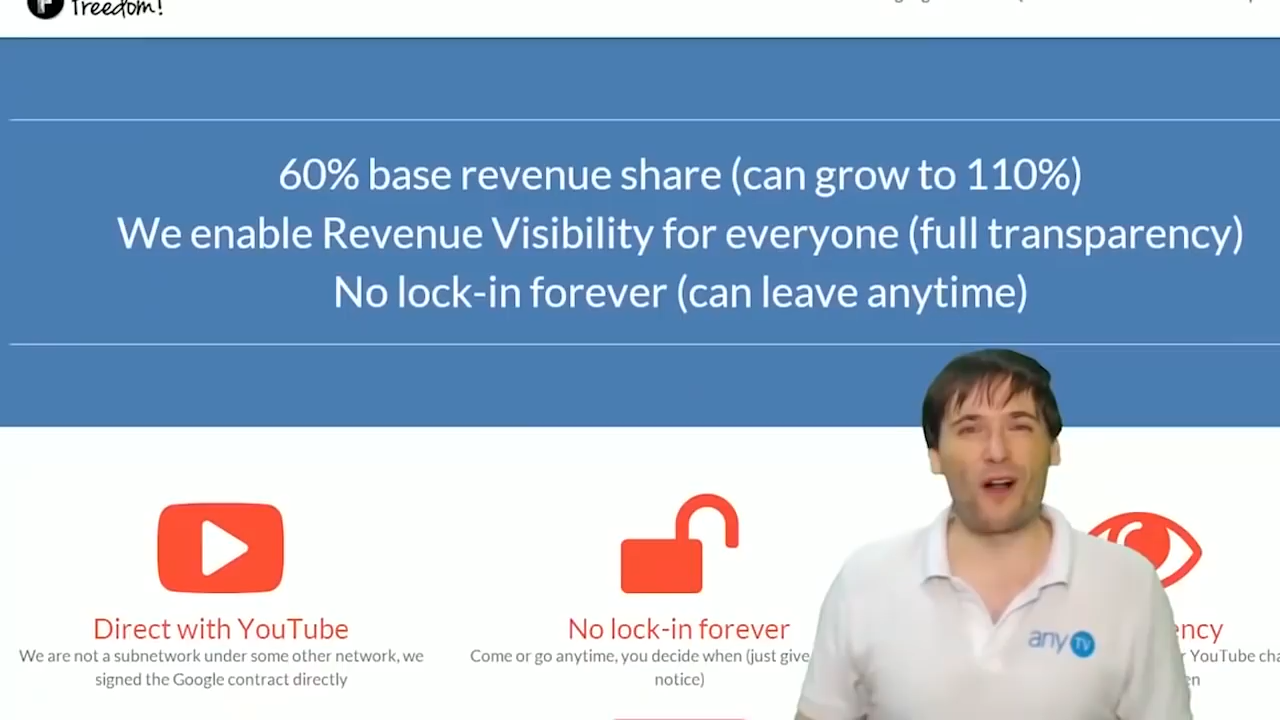 freedom!
60% base revenue share (can grow to 110%)
We enable Revenue Visibility for everyone (full transparency)
No lock-in forever (can leave anytime)
Direct with YouTube
We are not a subnetwork under some other network, we
signed the Google contract directly
No lock-in forever
Come or go anytime, you decide when (just give
notice)
any TV
YouTube